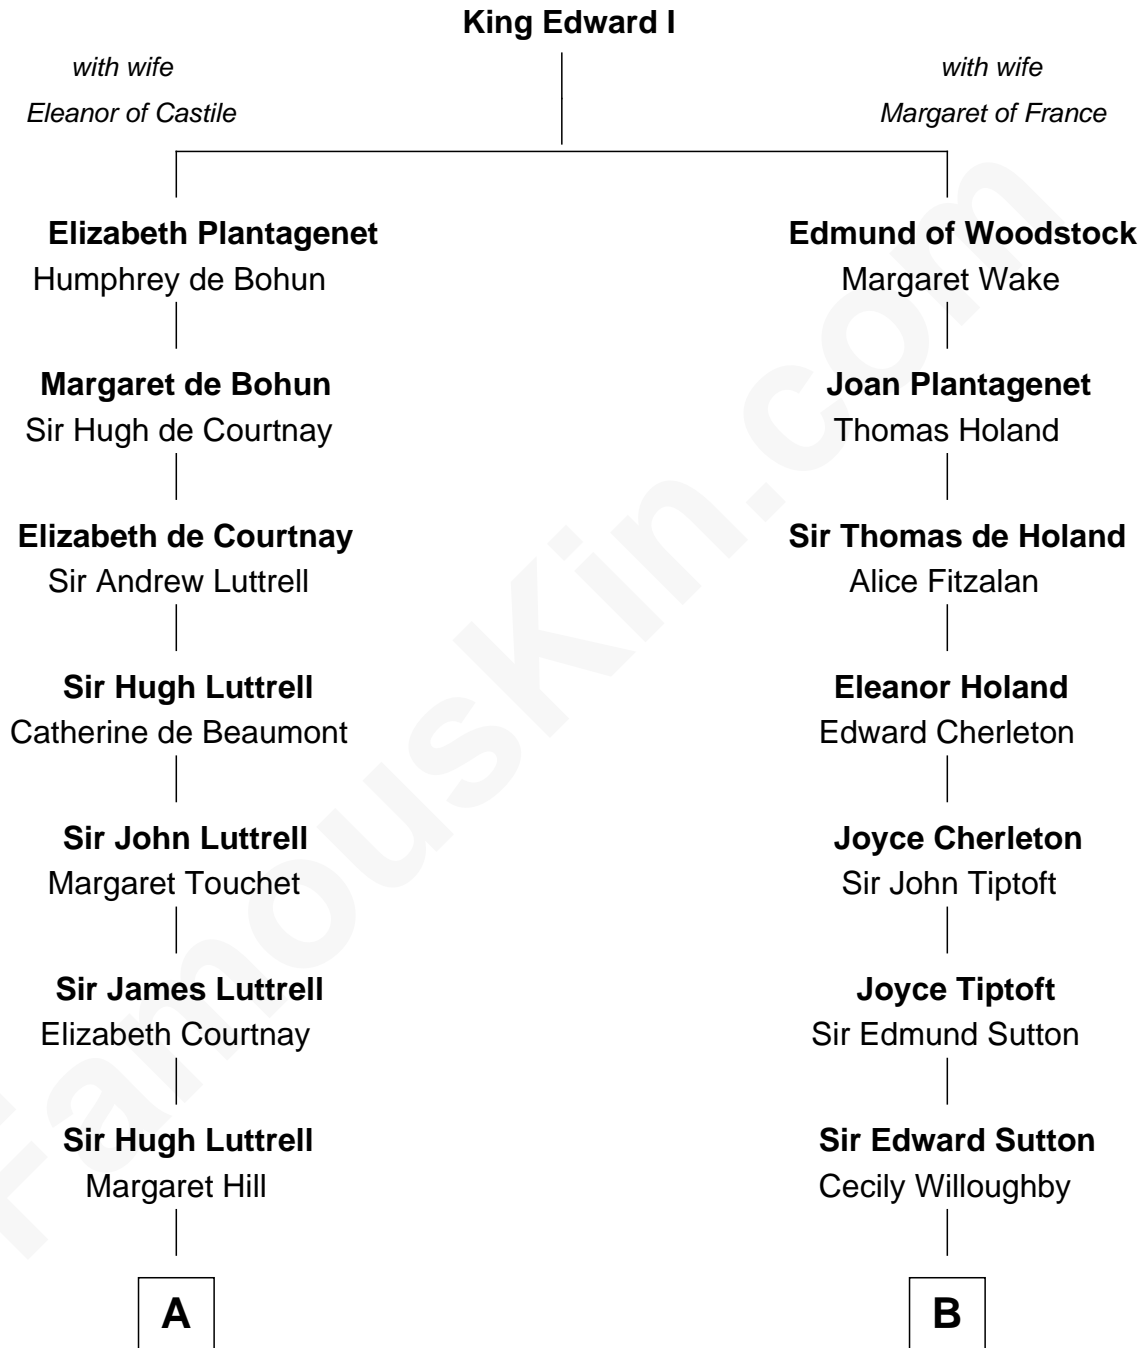 King Edward I
with wife
Eleanor of Castile
with wife
Margaret of France
Elizabeth Plantagenet
Humphrey de Bohun
Edmund of Woodstock
Margaret Wake
Margaret de Bohun
Sir Hugh de Courtnay
Joan Plantagenet
Thomas Holand
Elizabeth de Courtnay
Sir Andrew Luttrell
Sir Thomas de Holand
Alice Fitzalan
Sir Hugh Luttrell
Catherine de Beaumont
Eleanor Holand
Edward Cherleton
Sir John Luttrell
Margaret Touchet
Joyce Cherleton
Sir John Tiptoft
Sir James Luttrell
Elizabeth Courtnay
Joyce Tiptoft
Sir Edmund Sutton
Sir Hugh Luttrell
Margaret Hill
Sir Edward Sutton
Cecily Willoughby
A
B
FamousKin.com